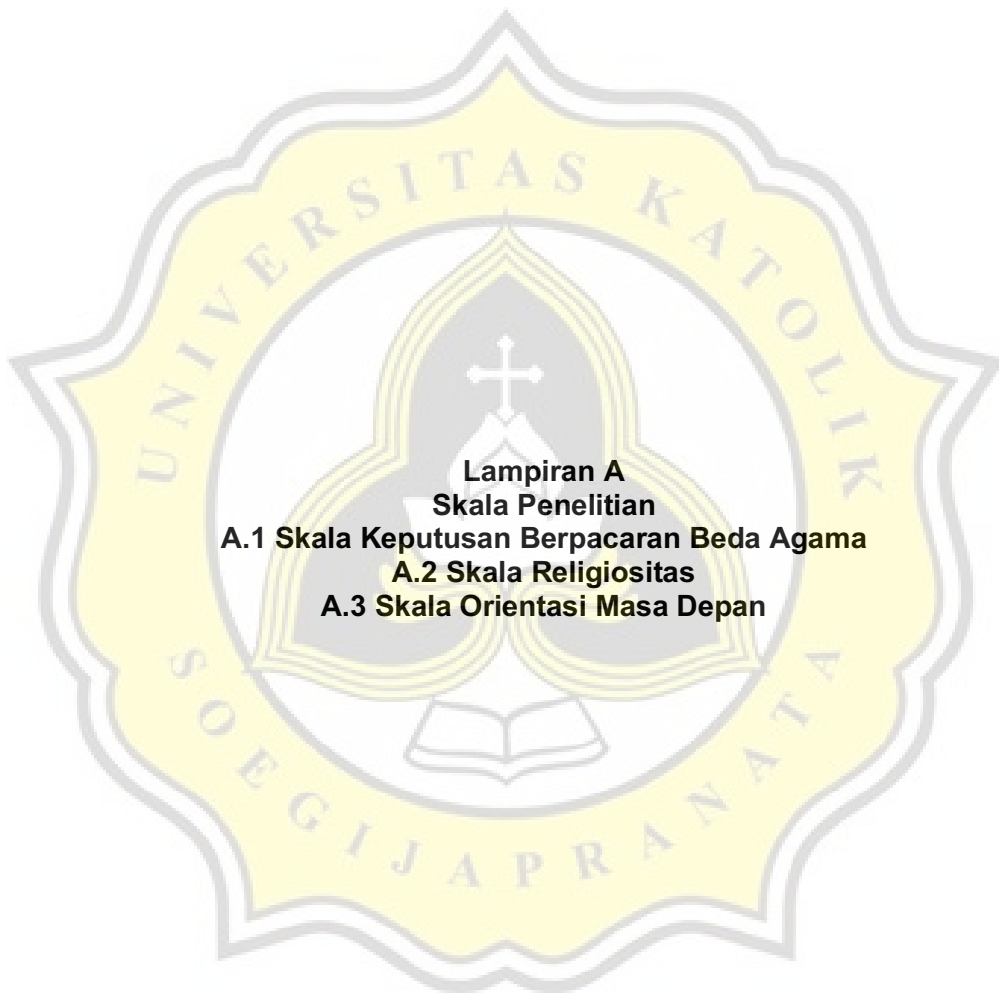 UNIVERSITAS KATOLIK
Lampiran A
Skala Penelitian
A.1 Skala Keputusan Berpacaran Beda Agama
A.2 Skala Religiositas
A.3 Skala Orientasi Masa Depan
SOEGIJAPRANATA